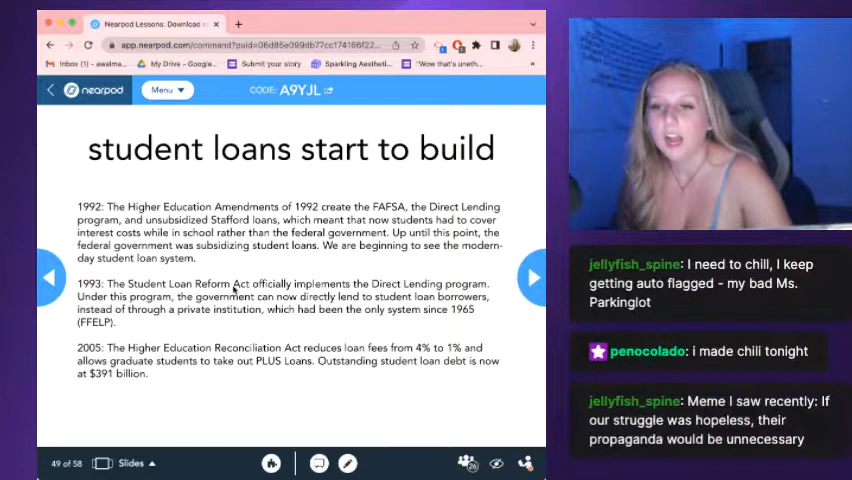 Nearpod Lessons: Download
app.nearpod.com/command?puid=06d85e099db77cc174166f22...
Inbox (1) - awalma...
My Drive - Google...
Submit your story
Sparkling Aesthetic...
"Wow that's uneth...
nearpod
Menu
CODE: A9YJL
student loans start to build
1992: The Higher Education Amendments of 1992 create the FAFSA, the Direct Lending
program, and unsubsidized Stafford loans, which meant that now students had to cover
interest costs while in school rather than the federal government. Up until this point, the
federal government was subsidizing student loans. We are beginning to see the modern-
day student loan system.
1993: The Student Loan Reform Act officially implements the Direct Lending program.
Under this program, the government can now directly lend to student loan borrowers,
instead of through a private institution, which had been the only system since 1965
(FFELP).
2005: The Higher Education Reconciliation Act reduces loan fees from 4% to 1% and
allows graduate students to take out PLUS Loans. Outstanding student loan debt is now
at $391 billion.
49 of 58
Slides
26
jellyfish_spine: I need to chill, I keep
getting auto flagged - my bad Ms.
Parkinglot
penocolado: i made chili tonight
jellyfish_spine: Meme I saw recently: If
our struggle was hopeless, their
propaganda would be unnecessary